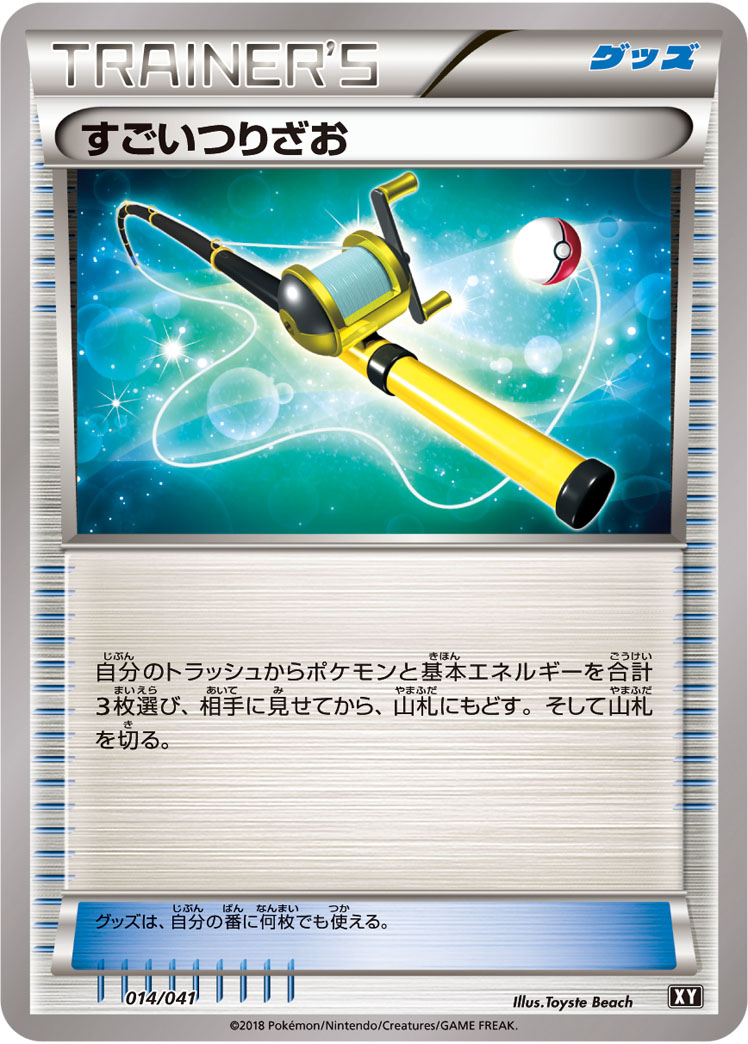 TRAINER'S
グッズ
すごいつりざお
自分のトラッシュからポケモンと基本エネルギーを合計
3枚選び、相手に見せてから、山札にもどす。そして山札
を切る。
グッズは、自分の番に何枚でも使える。
014/041
Illus.Toyste Beach
XY
©2018 Pokémon/Nintendo/Creatures/GAME FREAK.